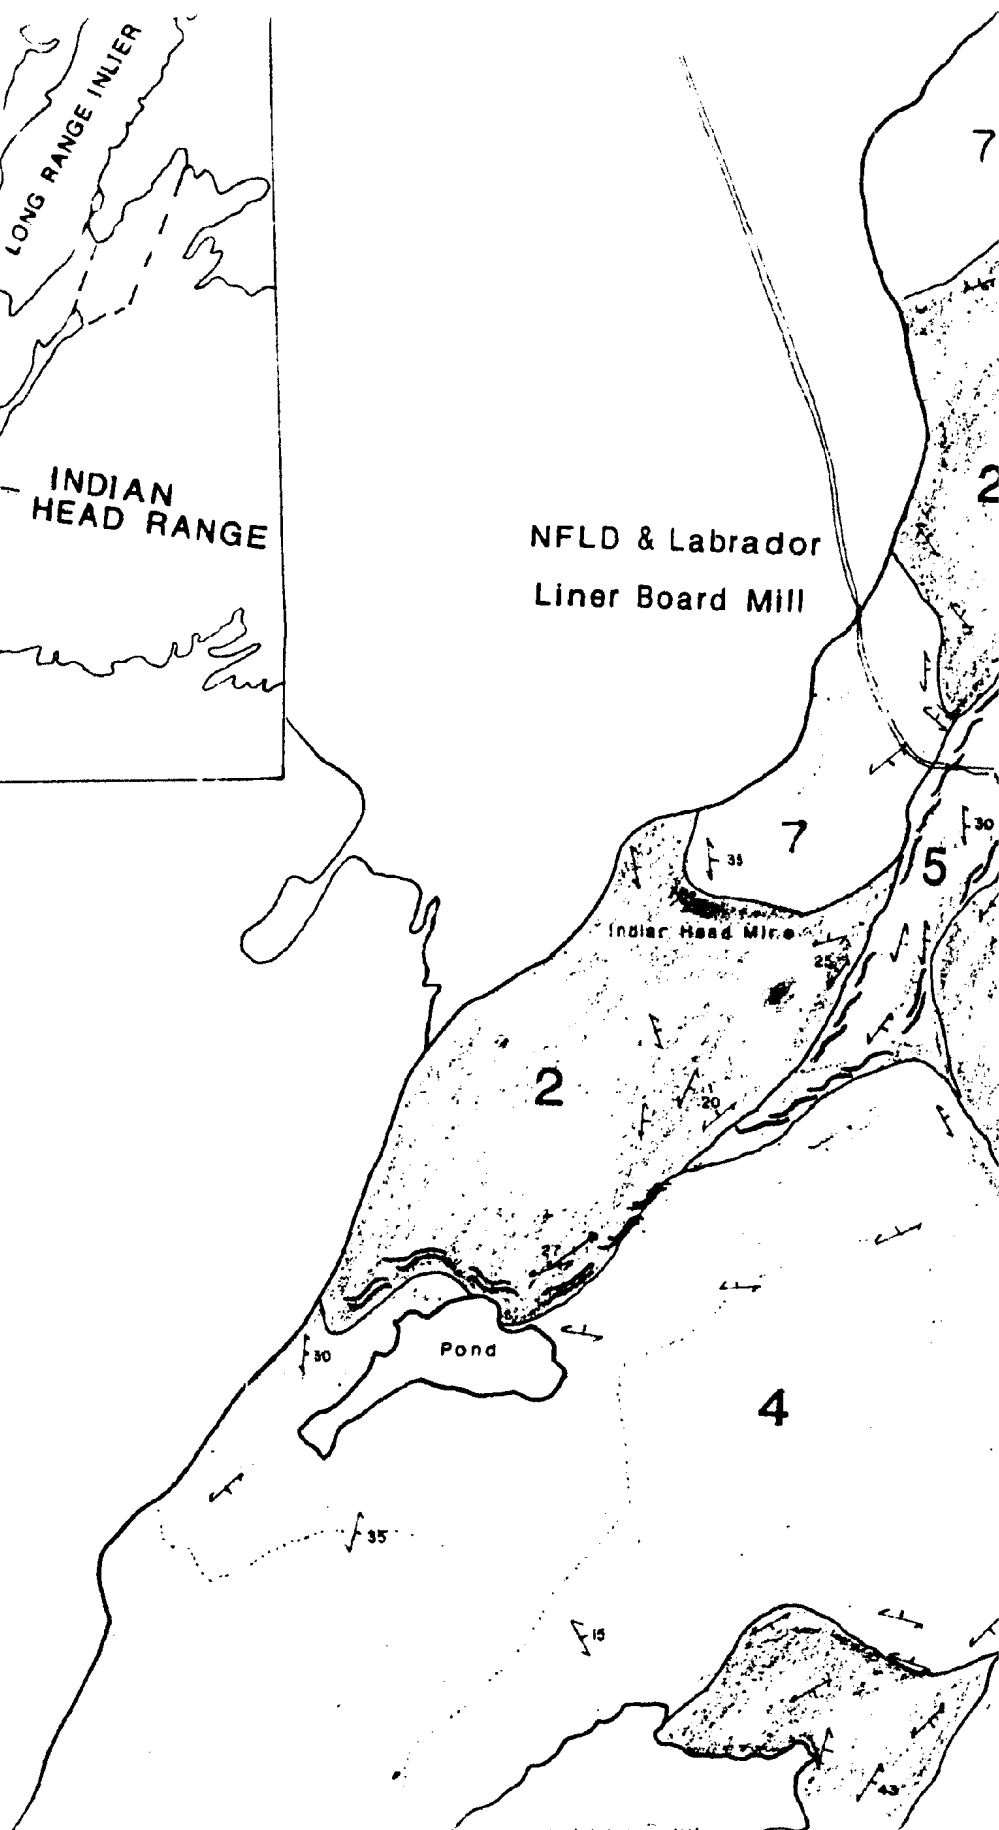 LONG RANGE INLIER
7
INDIAN
HEAD RANGE
2
NFLD & Labrador
Liner Board Mill
30
7
35
5
Indian Head Mine
25
2
20
27
30
Pond
4
35
15
43